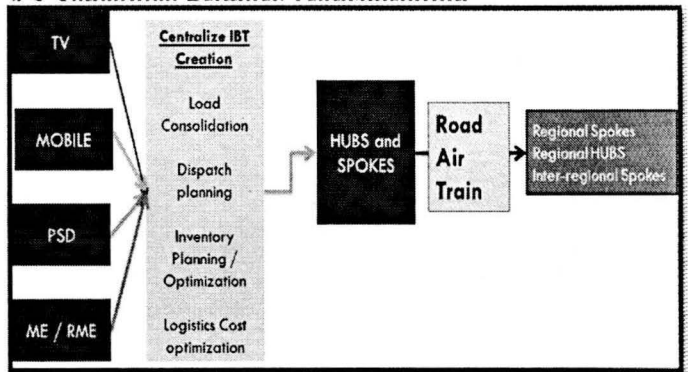 TV
MOBILE
PSD
ME / RME
Centralize IBT
Creation
Load
Consolidation
Dispatch
planning
Inventory
Planning /
Optimization
Logistics Cost
optimization
HUBS and
SPOKES
Road
Air
Train
Regional Spokes
Regional HUBS
Inter-regional Spokes